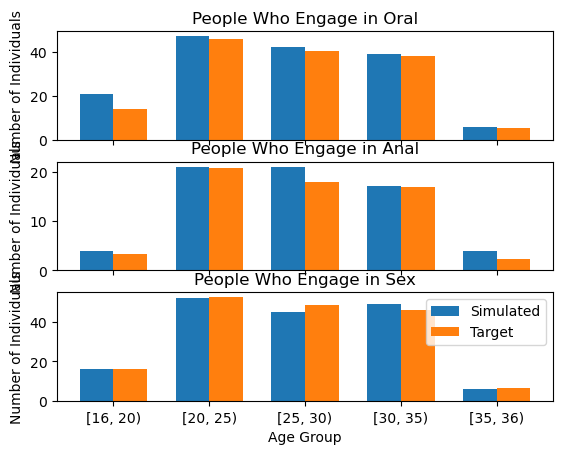 People Who Engage in Oral
Number of Individuals
40
20
0
People Who Engage in Anal
Number of Individuals
20
10
0
People Who Engage in Sex
Number of Individuals
40
20
0
Simulated
Target
[16, 20) [20, 25) [25, 30) [30, 35) [35, 36)
Age Group